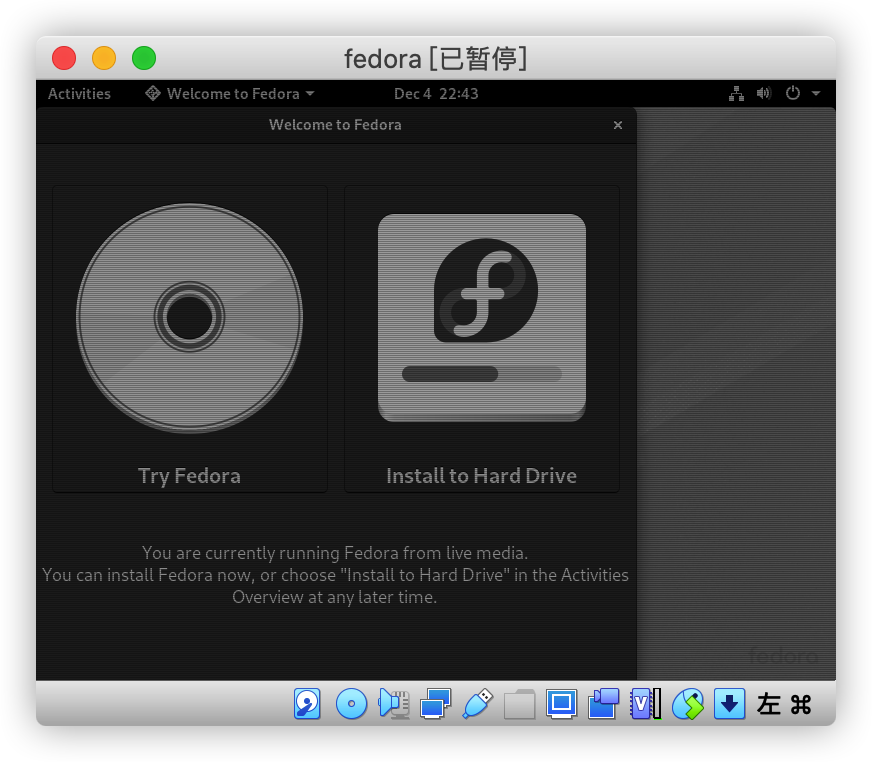 fedora [已暂停]
Activities Welcome to Fedora Dec 4 22:43
Welcome to Fedora
Try Fedora Install to Hard Drive
You are currently running Fedora from live media.
You can install Fedora now, or choose "Install to Hard Drive" in the Activities
Overview at any later time.
fedora
V 左 ⌘